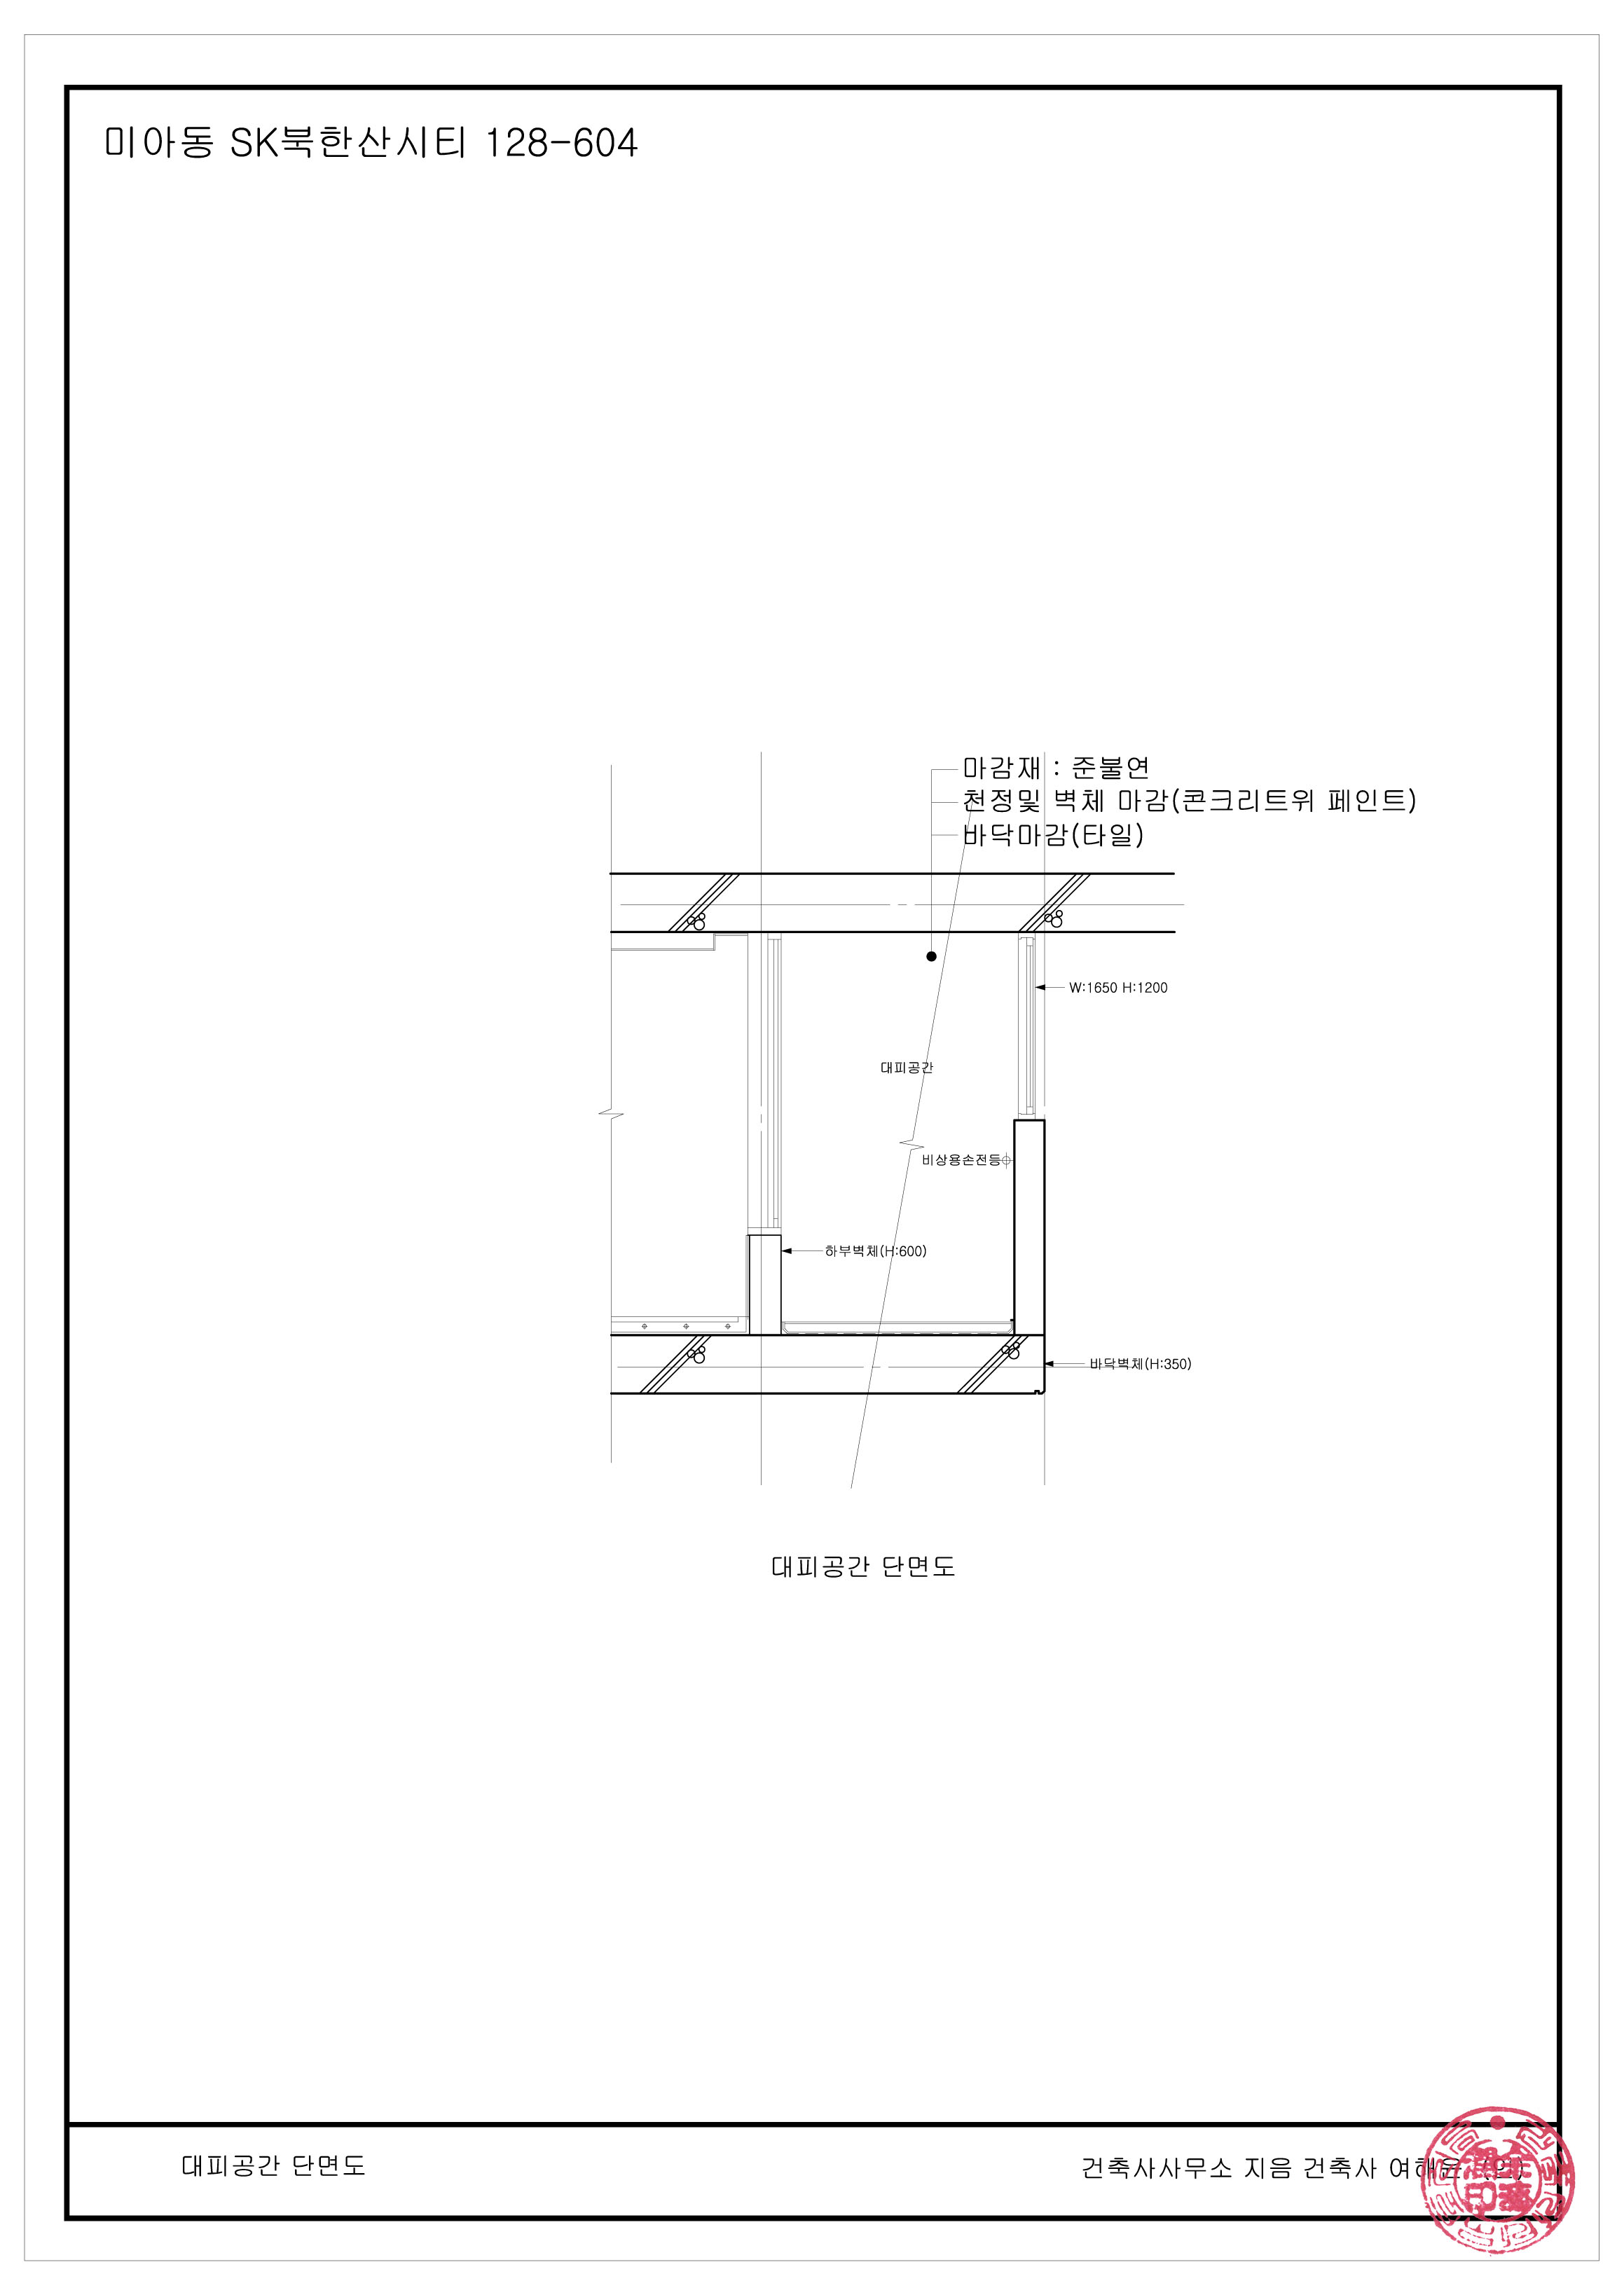 미아동 SK북한산시티 128-604
마감재 : 준불연
천정및 벽체 마감(콘크리트위 페인트)
바닥마감(타일)
W:1650 H:1200
대피공간
비상용손전등
하부벽체(H:600)
바닥벽체(H:350)
대피공간 단면도
대피공간 단면도
건축사사무소 지음 건축사